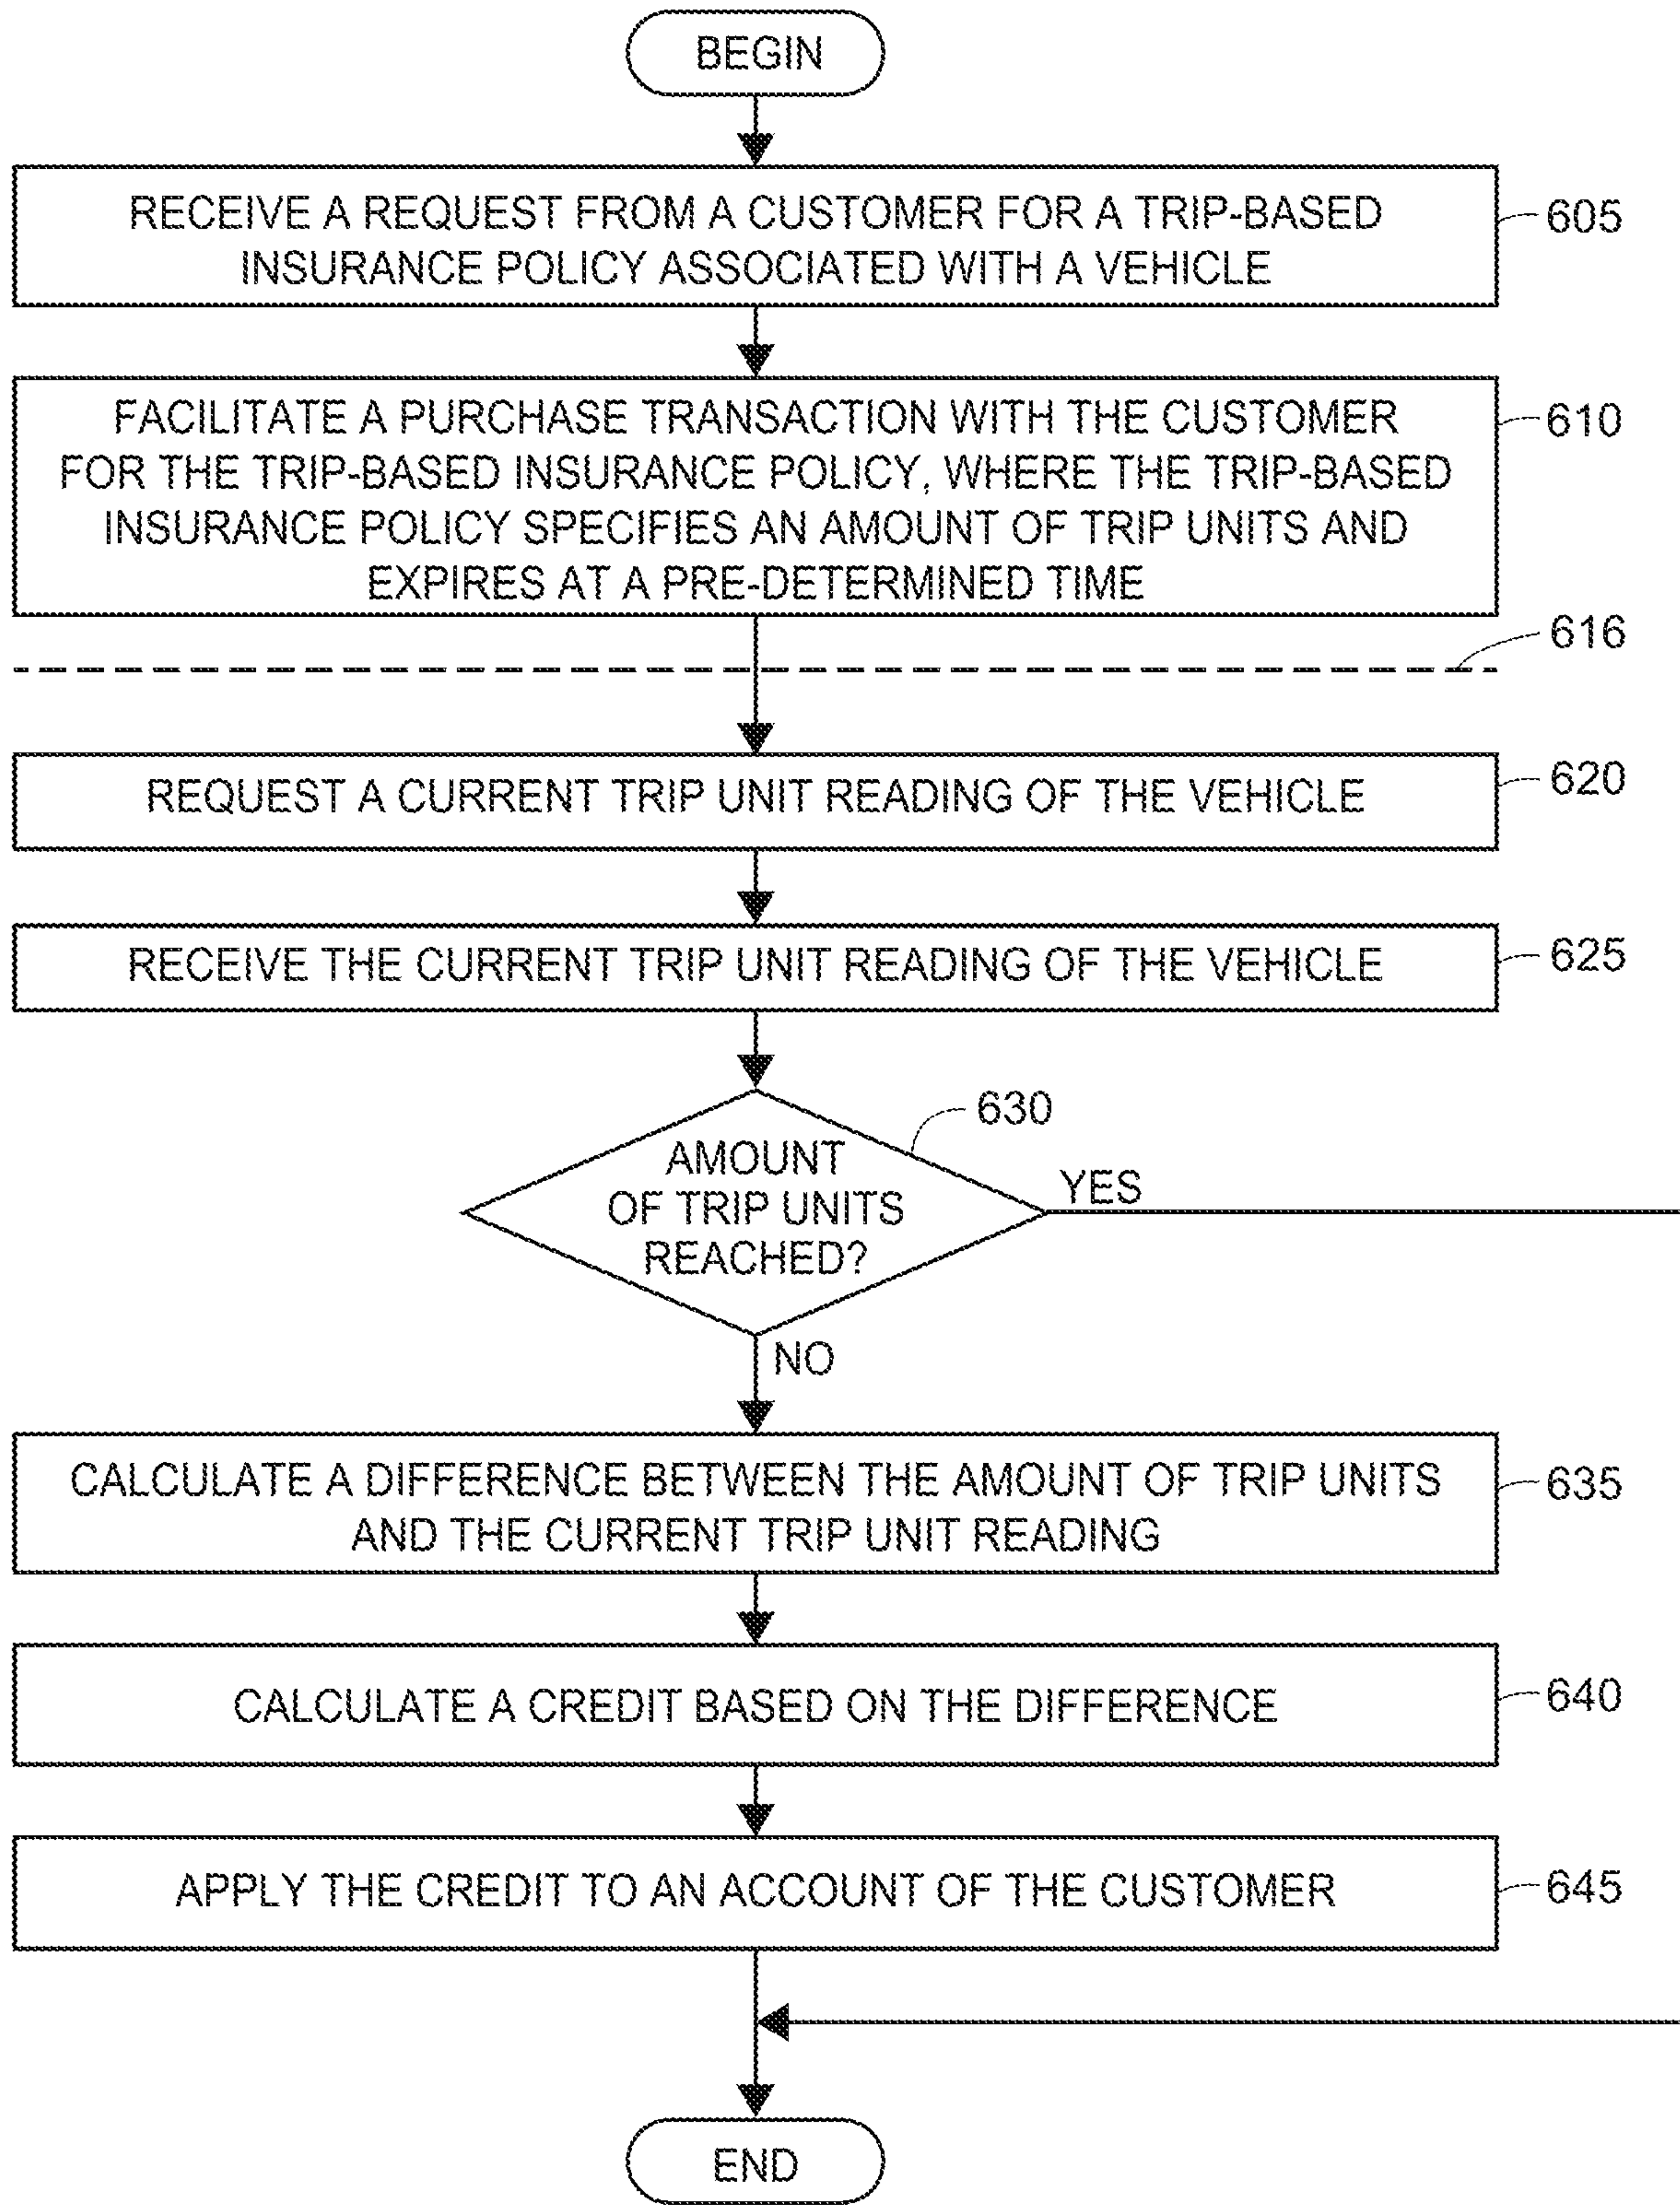 BEGIN
RECEIVE A REQUEST FROM A CUSTOMER FOR A TRIP-BASED
INSURANCE POLICY ASSOCIATED WITH A VEHICLE
605
FACILITATE A PURCHASE TRANSACTION WITH THE CUSTOMER
FOR THE TRIP-BASED INSURANCE POLICY, WHERE THE TRIP-BASED
INSURANCE POLICY SPECIFIES AN AMOUNT OF TRIP UNITS AND
EXPIRES AT A PRE-DETERMINED TIME
610
616
REQUEST A CURRENT TRIP UNIT READING OF THE VEHICLE
620
RECEIVE THE CURRENT TRIP UNIT READING OF THE VEHICLE
625
630
AMOUNT
OF TRIP UNITS
REACHED?
YES
NO
CALCULATE A DIFFERENCE BETWEEN THE AMOUNT OF TRIP UNITS
AND THE CURRENT TRIP UNIT READING
635
CALCULATE A CREDIT BASED ON THE DIFFERENCE
640
APPLY THE CREDIT TO AN ACCOUNT OF THE CUSTOMER
645
END